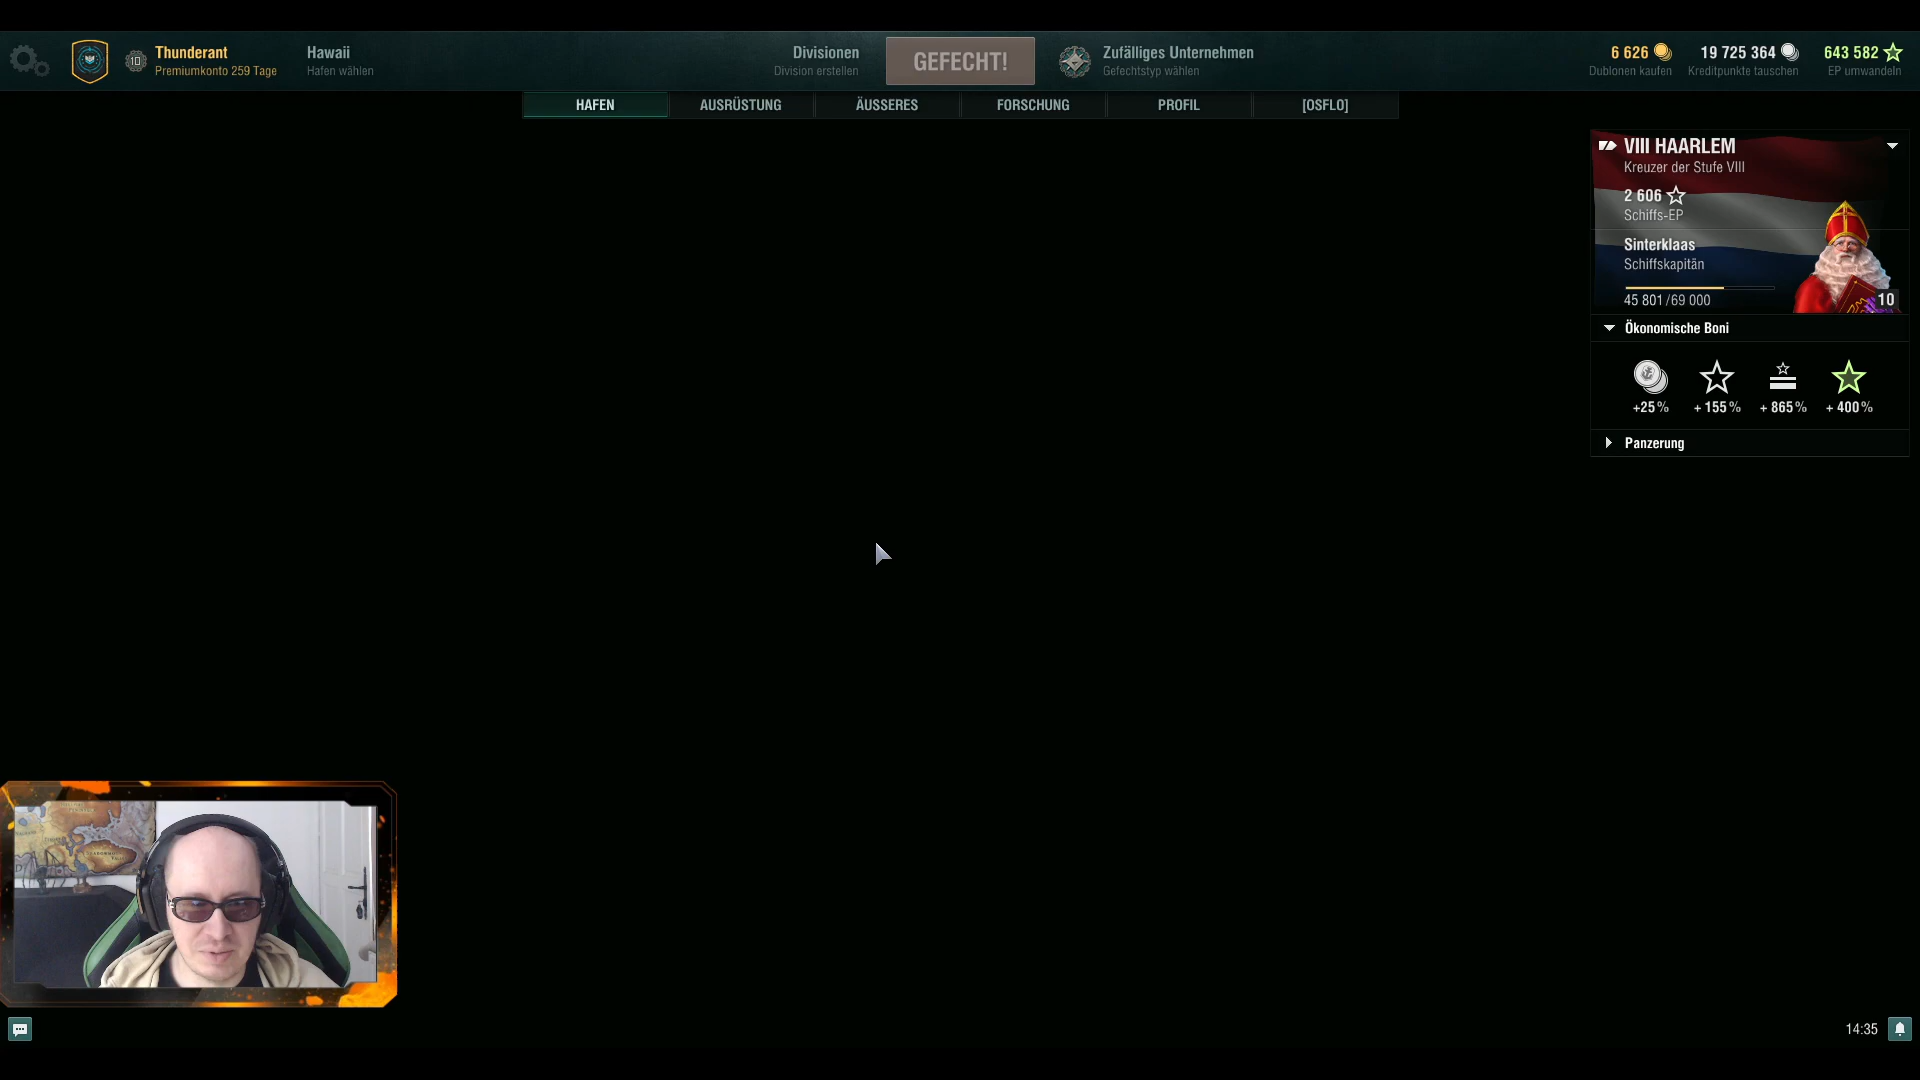 10
Thunderant
Premiumkonto 259 Tage
Hawaii
Hafen wählen
Divisionen
Division erstellen
GEFECHT!
Zufälliges Unternehmen
Gefechtstyp wählen
6 626
Dublonen kaufen
19 725 364
Kreditpunkte tauschen
643 582
EP umwandeln
HAFEN
AUSRÜSTUNG
ÄUSSERES
FORSCHUNG
PROFIL
[OSFLO]
VIII HAARLEM
Kreuzer der Stufe VIII
2 606
Schiffs-EP
Sinterklaas
Schiffskapitän
45 801/69 000
10
Ökonomische Boni
+25%
+ 155%
+ 865%
+ 400%
Panzerung
14:35